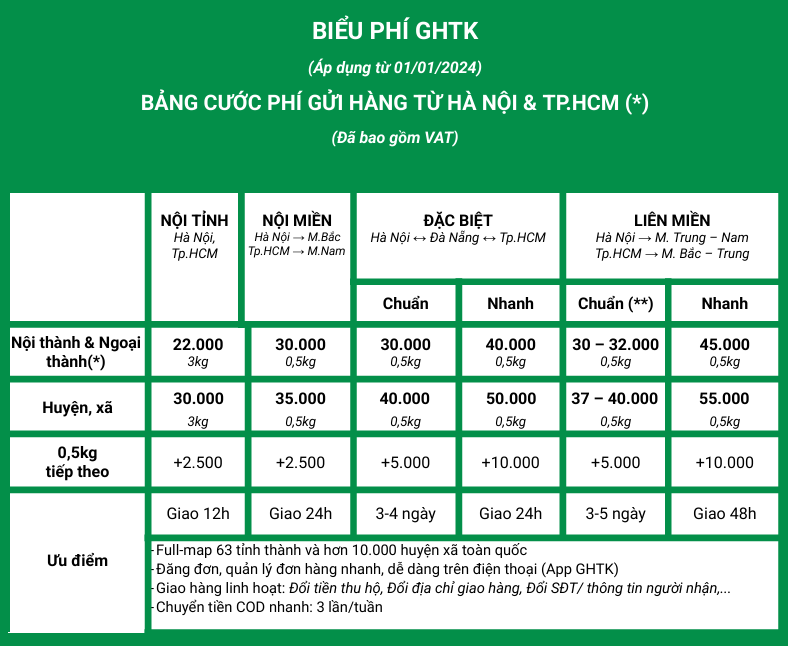 BIỂU PHÍ GHTK
(Áp dụng từ 01/01/2024)
BẢNG CƯỚC PHÍ GỬI HÀNG TỪ HÀ NỘI & TP.HCM (*)
(Đã bao gồm VAT)
NỘI TỈNH
Hà Nội,
Tp.HCM
NỘI MIỀN
Hà Nội → M.Bắc
Tp.HCM → M.Nam
ĐẶC BIỆT
Hà Nội ↔ Đà Nẵng ↔ Tp.HCM
LIÊN MIỀN
Hà Nội → M. Trung – Nam
Tp.HCM → M. Bắc – Trung
Chuẩn
Nhanh
Chuẩn (**)
Nhanh
Nội thành & Ngoại
thành(*)
22.000
3kg
30.000
0,5kg
30.000
0,5kg
40.000
0,5kg
30 – 32.000
0,5kg
45.000
0,5kg
Huyện, xã
30.000
3kg
35.000
0,5kg
40.000
0,5kg
50.000
0,5kg
37 – 40.000
0,5kg
55.000
0,5kg
0,5kg
tiếp theo
+2.500
+2.500
+5.000
+10.000
+5.000
+10.000
Ưu điểm
Giao 12h
Giao 24h
3-4 ngày
Giao 24h
3-5 ngày
Giao 48h
-Full-map 63 tỉnh thành và hơn 10.000 huyện xã toàn quốc
-Đăng đơn, quản lý đơn hàng nhanh, dễ dàng trên điện thoại (App GHTK)
-Giao hàng linh hoạt: Đổi tiền thu hộ, Đổi địa chỉ giao hàng, Đổi SĐT/ thông tin người nhận,...
-Chuyển tiền COD nhanh: 3 lần/tuần